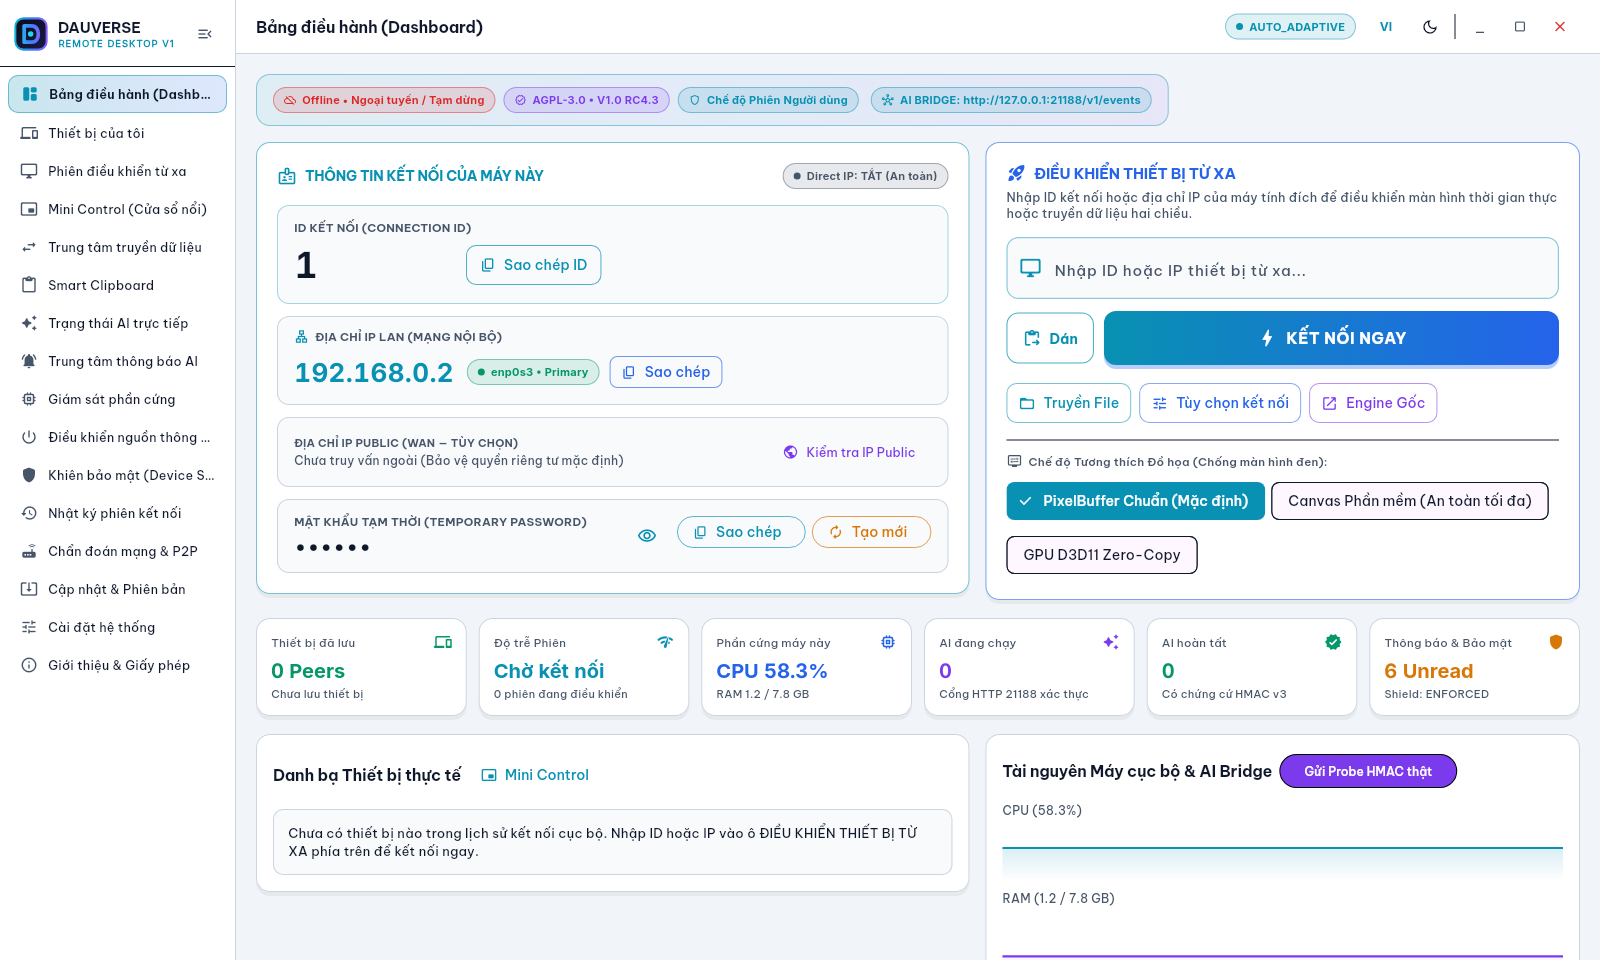 DAUVERSE
REMOTE DESKTOP V1
Bảng điều hành (Dashb...
Thiết bị của tôi
Phiên điều khiển từ xa
Mini Control (Cửa sổ nổi)
Trung tâm truyền dữ liệu
Smart Clipboard
Trạng thái AI trực tiếp
Trung tâm thông báo AI
Giám sát phần cứng
Điều khiển nguồn thông ...
Khiên bảo mật (Device S...
Nhật ký phiên kết nối
Chẩn đoán mạng & P2P
Cập nhật & Phiên bản
Cài đặt hệ thống
Giới thiệu & Giấy phép
Bảng điều hành (Dashboard)
AUTO_ADAPTIVE
VI
Offline • Ngoại tuyến / Tạm dừng
AGPL-3.0 • V1.0 RC4.3
Chế độ Phiên Người dùng
AI BRIDGE: http://127.0.0.1:21188/v1/events
THÔNG TIN KẾT NỐI CỦA MÁY NÀY
Direct IP: TẮT (An toàn)
ID KẾT NỐI (CONNECTION ID)
1
Sao chép ID
ĐỊA CHỈ IP LAN (MẠNG NỘI BỘ)
192.168.0.2
enp0s3 • Primary
Sao chép
ĐỊA CHỈ IP PUBLIC (WAN — TÙY CHỌN)
Chưa truy vấn ngoài (Bảo vệ quyền riêng tư mặc định)
Kiểm tra IP Public
MẬT KHẨU TẠM THỜI (TEMPORARY PASSWORD)
••••••
Sao chép
Tạo mới
ĐIỀU KHIỂN THIẾT BỊ TỪ XA
Nhập ID kết nối hoặc địa chỉ IP của máy tính đích để điều khiển màn hình thời gian thực
hoặc truyền dữ liệu hai chiều.
Nhập ID hoặc IP thiết bị từ xa...
Dán
KẾT NỐI NGAY
Truyền File
Tùy chọn kết nối
Engine Gốc
Chế độ Tương thích Đồ họa (Chống màn hình đen):
PixelBuffer Chuẩn (Mặc định)
Canvas Phần mềm (An toàn tối đa)
GPU D3D11 Zero-Copy
Thiết bị đã lưu
0 Peers
Chưa lưu thiết bị
Độ trễ Phiên
Chờ kết nối
0 phiên đang điều khiển
Phần cứng máy này
CPU 58.3%
RAM 1.2 / 7.8 GB
AI đang chạy
0
Cổng HTTP 21188 xác thực
AI hoàn tất
0
Có chứng cứ HMAC v3
Thông báo & Bảo mật
6 Unread
Shield: ENFORCED
Danh bạ Thiết bị thực tế
Mini Control
Chưa có thiết bị nào trong lịch sử kết nối cục bộ. Nhập ID hoặc IP vào ô ĐIỀU KHIỂN THIẾT BỊ TỪ
XA phía trên để kết nối ngay.
Tài nguyên Máy cục bộ & AI Bridge
Gửi Probe HMAC thật
CPU (58.3%)
RAM (1.2 / 7.8 GB)